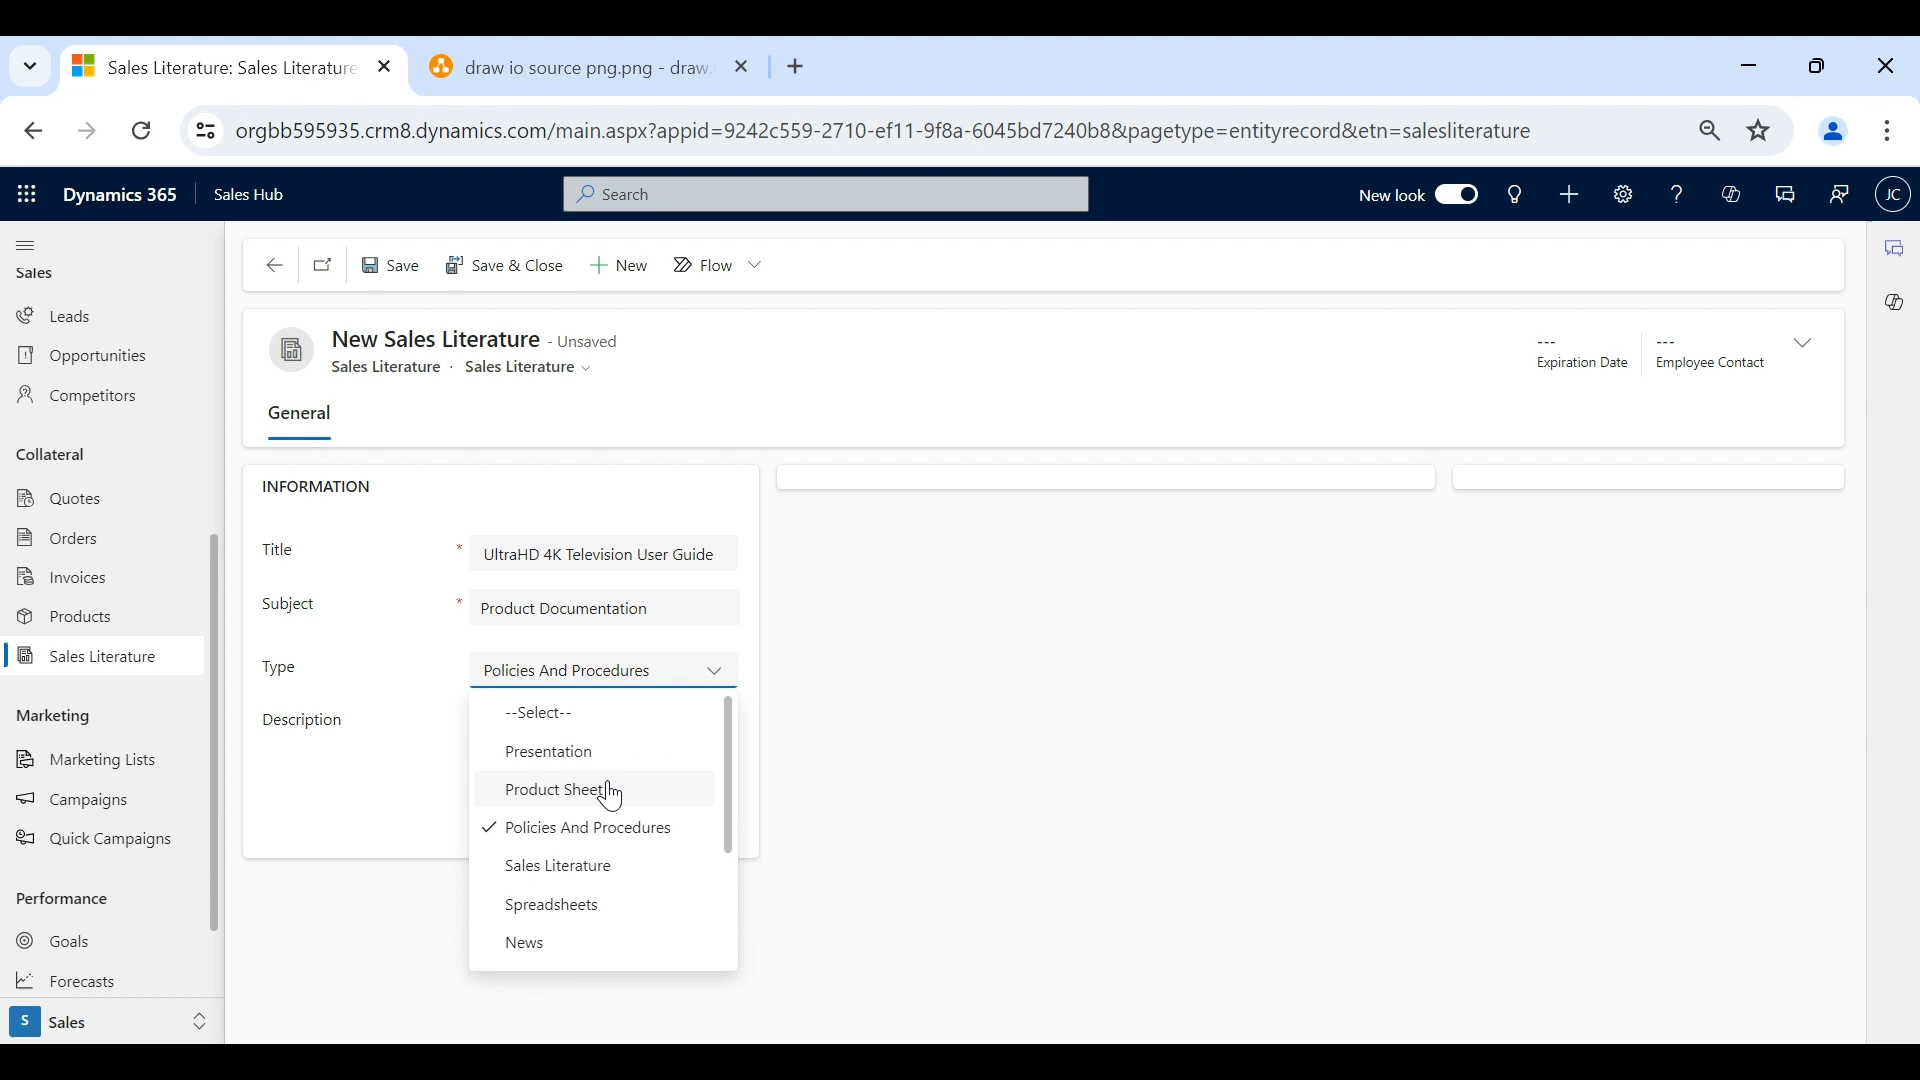 Sales Literature: Sales Literature
draw io source png.png - draw.
orgbb595935.crm8.dynamics.com/main.aspx?appid=9242c559-2710-ef11-9f8a-6045bd7240b8&pagetype=entityrecord&etn=salesliterature
Dynamics 365
Sales Hub
Search
New look
JC
Sales
Leads
Opportunities
Competitors
Collateral
Quotes
Orders
Invoices
Products
Sales Literature
Marketing
Marketing Lists
Campaigns
Quick Campaigns
Performance
Goals
Forecasts
S Sales
Save
Save & Close
New
Flow
New Sales Literature - Unsaved
Sales Literature · Sales Literature
---
Expiration Date
---
Employee Contact
General
INFORMATION
Title * UltraHD 4K Television User Guide
Subject * Product Documentation
Type Policies And Procedures
Description
--Select--
Presentation
Product Sheet
Policies And Procedures
Sales Literature
Spreadsheets
News